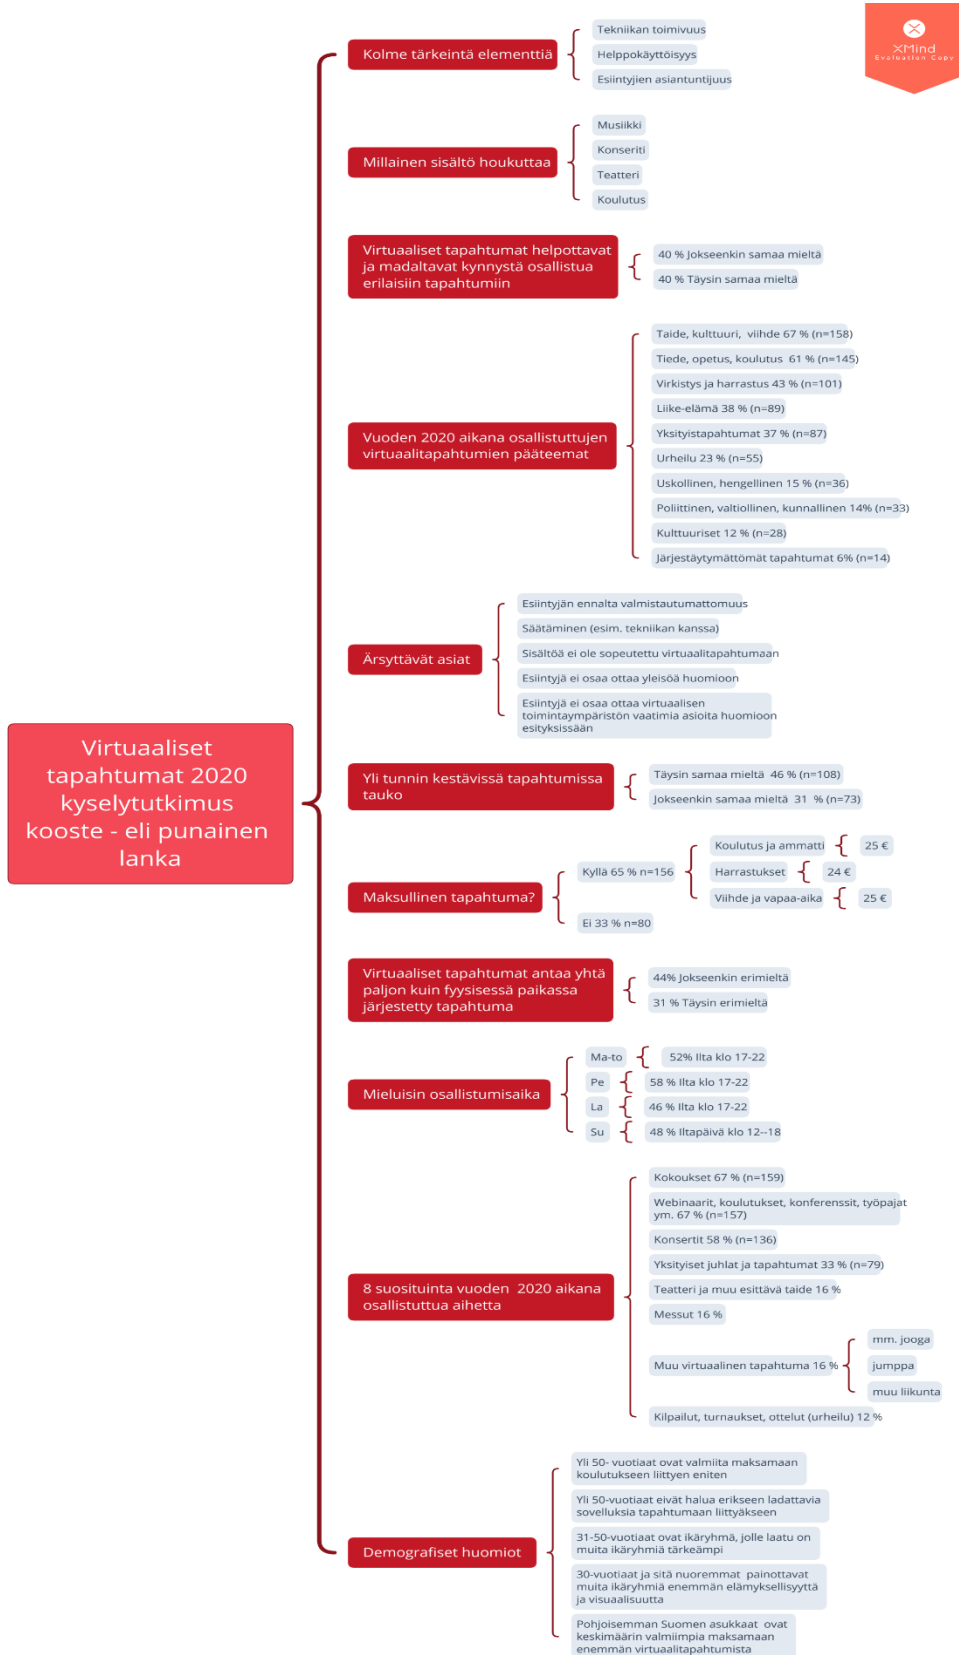 XMind
Evaluation Copy
Virtuaaliset
tapahtumat 2020
kyselytutkimus
kooste - eli punainen
lanka
Kolme tärkeintä elementtiä
Tekniikan toimivuus
Helppokäyttöisyys
Esiintyjien asiantuntijuus
Millainen sisältö houkuttaa
Musiikki
Konseriti
Teatteri
Koulutus
Virtuaaliset tapahtumat helpottavat
ja madaltavat kynnystä osallistua
erilaisiin tapahtumiin
40 % Jokseenkin samaa mieltä
40 % Täysin samaa mieltä
Vuoden 2020 aikana osallistuttujen
virtuaalitapahtumien pääteemat
Taide, kulttuuri, viihde 67 % (n=158)
Tiede, opetus, koulutus 61 % (n=145)
Virkistys ja harrastus 43 % (n=101)
Liike-elämä 38 % (n=89)
Yksityistapahtumat 37 % (n=87)
Urheilu 23 % (n=55)
Uskollinen, hengellinen 15 % (n=36)
Poliittinen, valtiollinen, kunnallinen 14% (n=33)
Kulttuuriset 12 % (n=28)
Järjestäytymättömät tapahtumat 6% (n=14)
Ärsyttävät asiat
Esiintyjän ennalta valmistautumattomuus
Säätäminen (esim. tekniikan kanssa)
Sisältöä ei ole sopeutettu virtuaalitapahtumaan
Esiintyjä ei osaa ottaa yleisöä huomioon
Esiintyjä ei osaa ottaa virtuaalisen
toimintaympäristön vaatimia asioita huomioon
esityksissään
Yli tunnin kestävissä tapahtumissa
tauko
Täysin samaa mieltä 46 % (n=108)
Jokseenkin samaa mieltä 31 % (n=73)
Maksullinen tapahtuma?
Kyllä 65 % n=156
Koulutus ja ammatti
25 €
Harrastukset
24 €
Viihde ja vapaa-aika
25 €
Ei 33 % n=80
Virtuaaliset tapahtumat antaa yhtä
paljon kuin fyysisessä paikassa
järjestetty tapahtuma
44% Jokseenkin erimieltä
31 % Täysin erimieltä
Mieluisin osallistumisaika
Ma-to
52% Ilta klo 17-22
Pe
58 % Ilta klo 17-22
La
46 % Ilta klo 17-22
Su
48 % Iltapäivä klo 12--18
8 suosituinta vuoden 2020 aikana
osallistuttua aihetta
Kokoukset 67 % (n=159)
Webinaarit, koulutukset, konferenssit, työpajat
ym. 67 % (n=157)
Konsertit 58 % (n=136)
Yksityiset juhlat ja tapahtumat 33 % (n=79)
Teatteri ja muu esittävä taide 16 %
Messut 16 %
Muu virtuaalinen tapahtuma 16 %
mm. jooga
jumppa
muu liikunta
Kilpailut, turnaukset, ottelut (urheilu) 12 %
Demografiset huomiot
Yli 50- vuotiaat ovat valmiita maksamaan
koulutukseen liittyen eniten
Yli 50-vuotiaat eivät halua erikseen ladattavia
sovelluksia tapahtumaan liittyäkseen
31-50-vuotiaat ovat ikäryhmä, jolle laatu on
muita ikäryhmiä tärkeämpi
30-vuotiaat ja sitä nuoremmat painottavat
muita ikäryhmiä enemmän elämyksellisyyttä
ja visuaalisuutta
Pohjoisemman Suomen asukkaat ovat
keskimäärin valmiimpia maksamaan
enemmän virtuaalitapahtumista